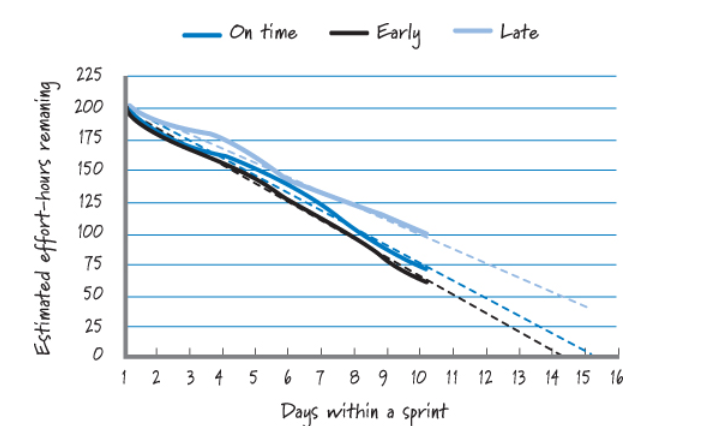 On time Early Late
Estimated effort-hours remaning
225
200
175
150
125
100
75
50
25
0
1 2 3 4 5 6 7 8 9 10 11 12 13 14 15 16
Days within a sprint